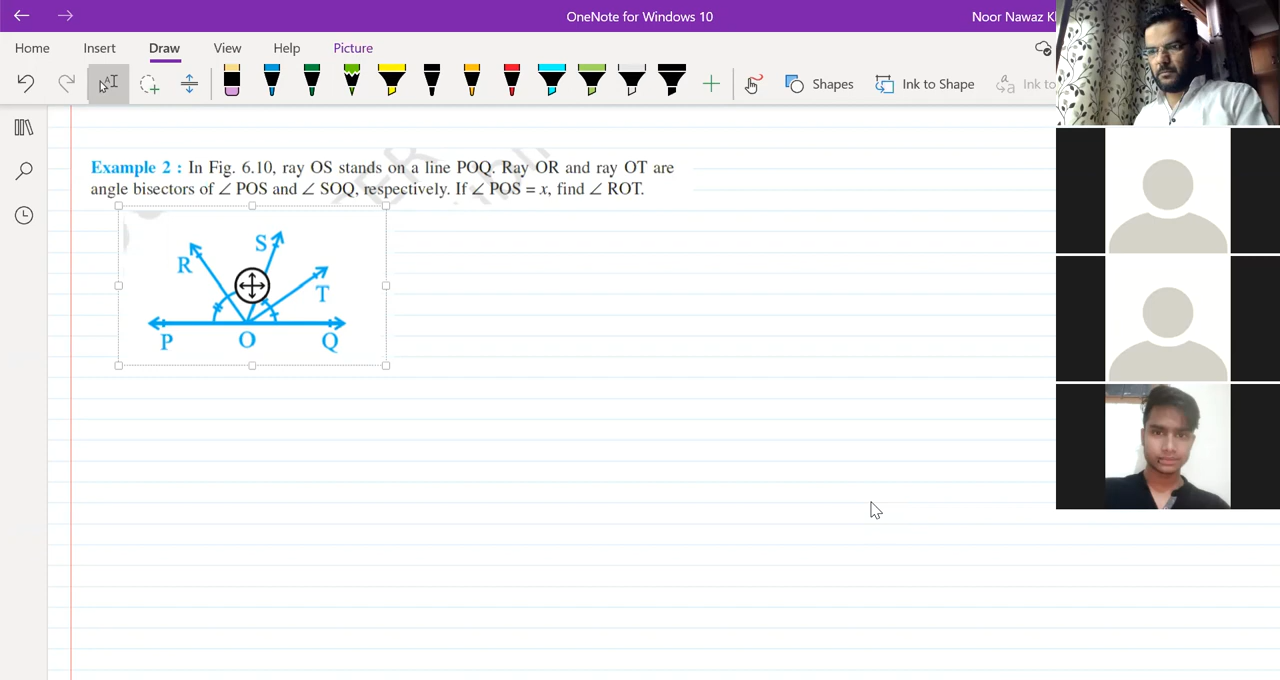 OneNote for Windows 10
Noor Nawaz K
Home Insert Draw View Help Picture
Shapes Ink to Shape Ink to
Example 2 : In Fig. 6.10, ray OS stands on a line POQ. Ray OR and ray OT are
angle bisectors of ∠ POS and ∠ SOQ, respectively. If ∠ POS = x, find ∠ ROT.
S
R
T
P O Q